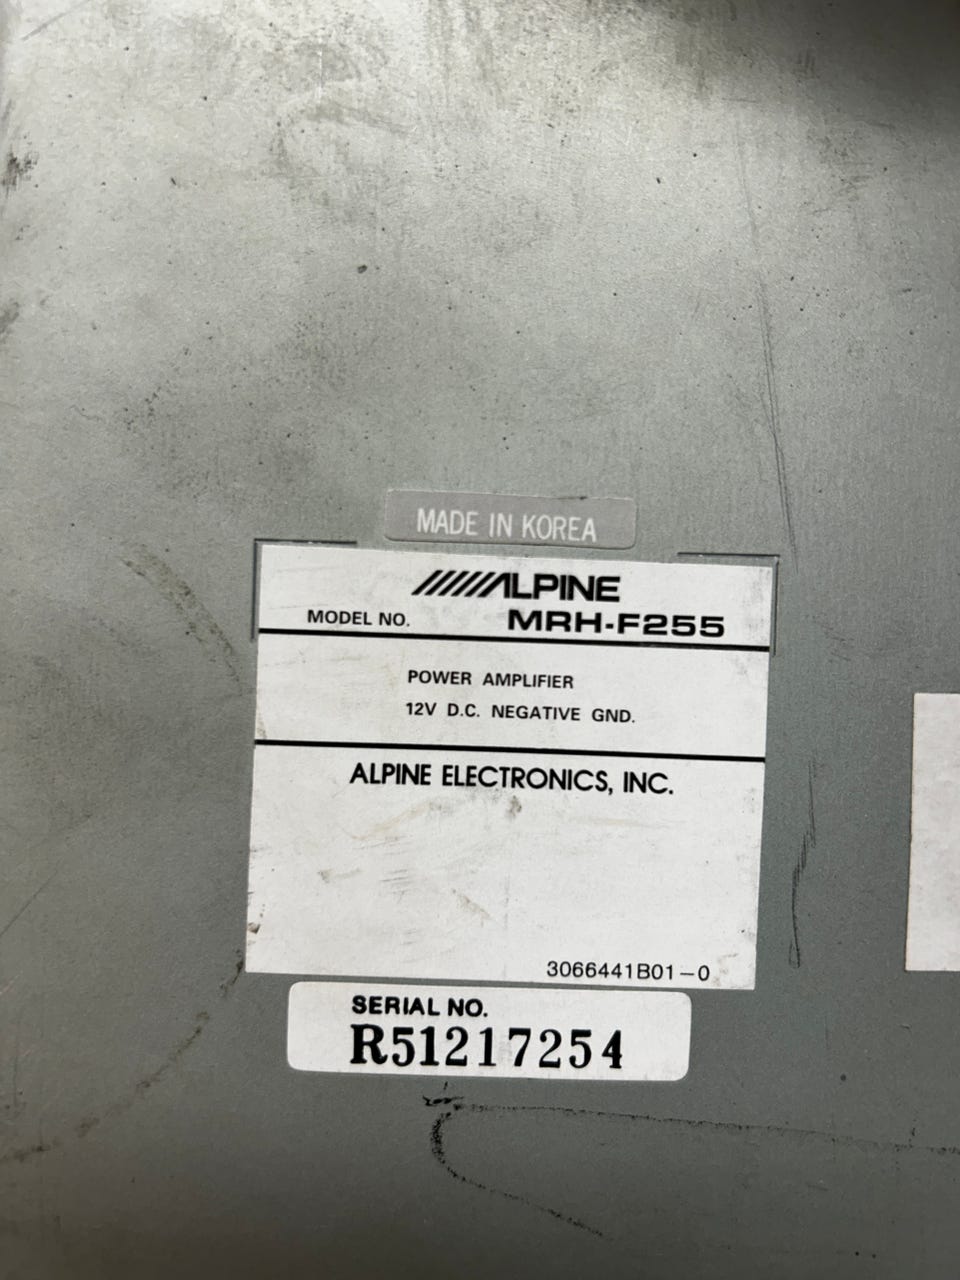 MADE IN KOREA
ALPINE
MODEL NO. MRH-F255
POWER AMPLIFIER
12V D.C. NEGATIVE GND.
ALPINE ELECTRONICS, INC.
3066441B01-0
SERIAL NO.
R51217254